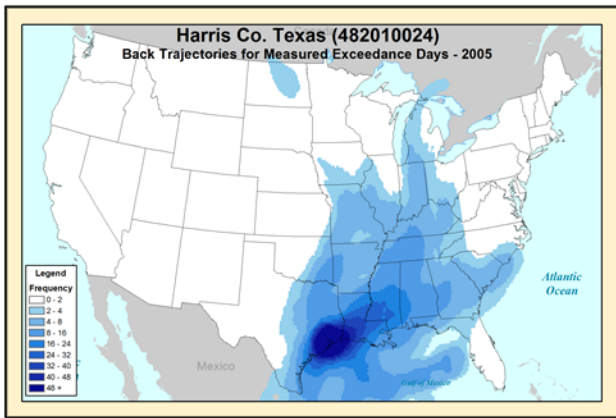 Harris Co. Texas (482010024)
Back Trajectories for Measured Exceedance Days - 2005
Atlantic
Ocean
Legend
Frequency
0 - 2
2 - 4
4 - 8
8 - 16
16 - 24
24 - 32
32 - 40
40 - 48
48 +
Mexico
Gulf of Mexico